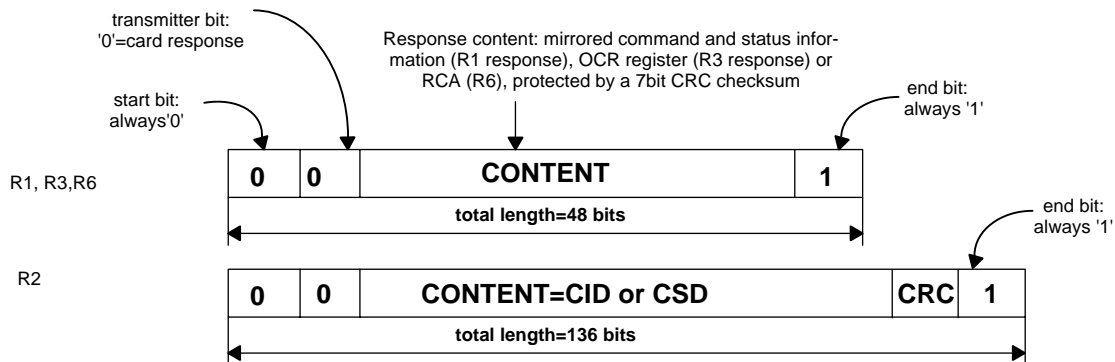 transmitter bit:
'0'=card response
Response content: mirrored command and status infor-
mation (R1 response), OCR register (R3 response) or
RCA (R6), protected by a 7bit CRC checksum
start bit:
always'0'
end bit:
always '1'
R1, R3,R6
0 0 CONTENT 1
total length=48 bits
end bit:
always '1'
R2
0 0 CONTENT=CID or CSD CRC 1
total length=136 bits